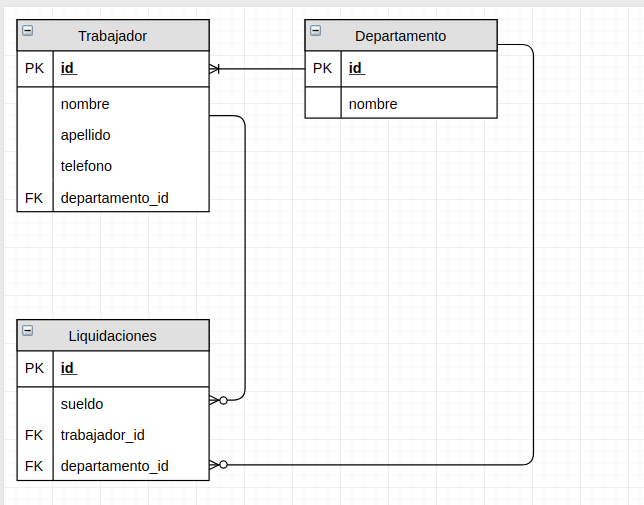 Trabajador
PK id
nombre
apellido
telefono
FK departamento_id
Departamento
PK id
nombre
Liquidaciones
PK id
sueldo
FK trabajador_id
FK departamento_id